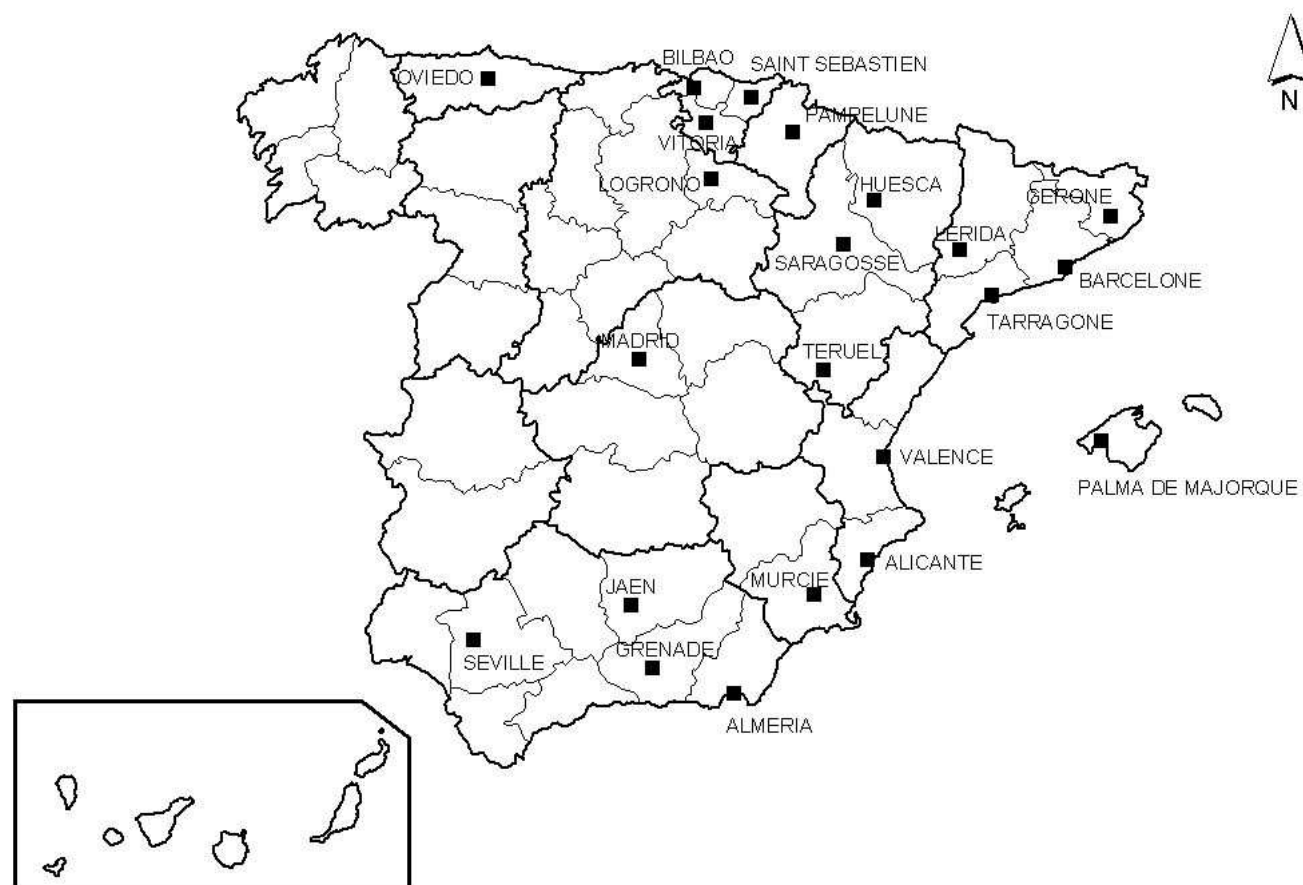 BILBAO
SAINT SEBASTIEN
OVIEDO
N
PAMPELUNE
VITORIA
LOGRONO
HUESCA
GERONE
LERIDA
SARAGOSSE
BARCELONE
TARRAGONE
MADRID
TERUEL
VALENCE
PALMA DE MAJORQUE
ALICANTE
MURCIE
JAEN
GRENADE
SEVILLE
ALMERIA